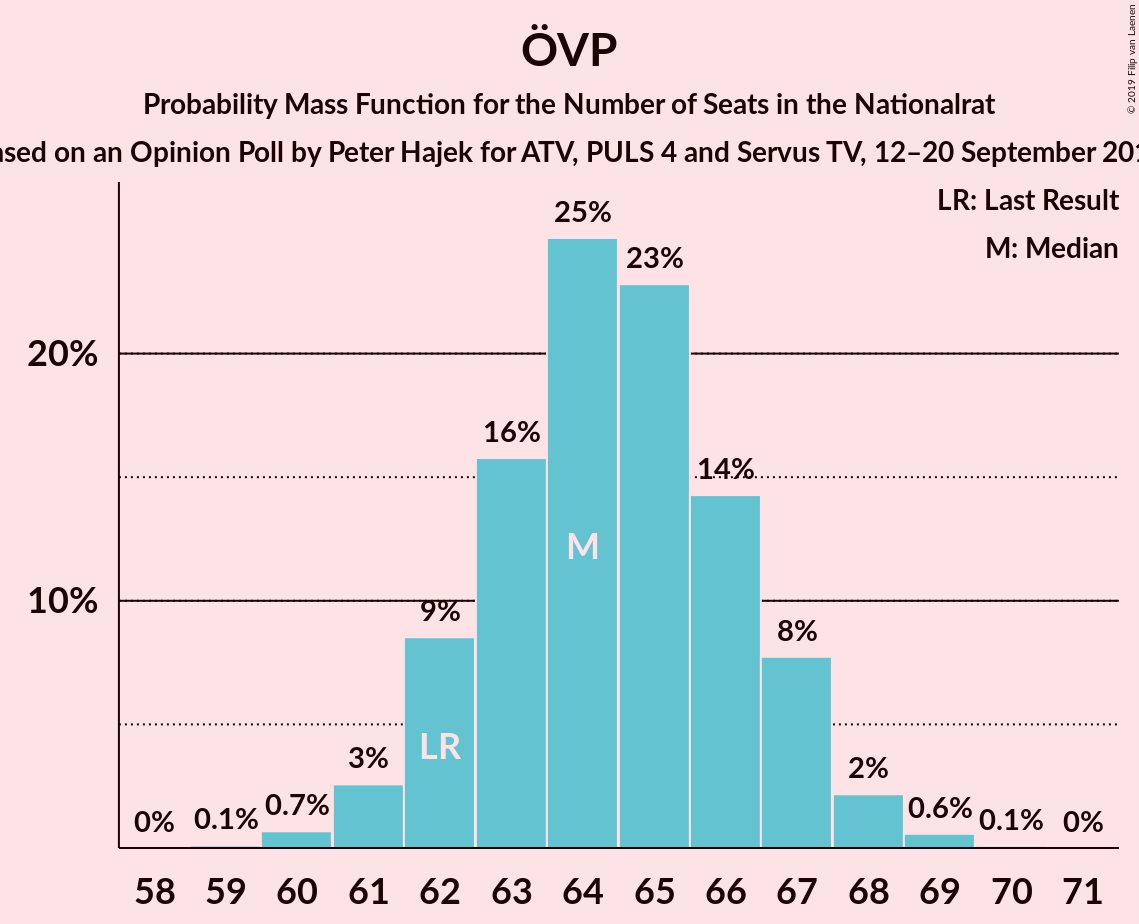 ÖVP
Probability Mass Function for the Number of Seats in the Nationalrat
on an Opinion Poll by Peter Hajek for ATV, PULS 4 and Servus TV, 12–20 September
© 2019 Filip van Laenen
LR: Last Result
M: Median
25%
23%
20%
16%
14%
M
10%
9%
8%
LR
3%
2%
0%
0.1%
0.7%
0.6%
0.1%
0%
58 59 60 61 62 63 64 65 66 67 68 69 70 71